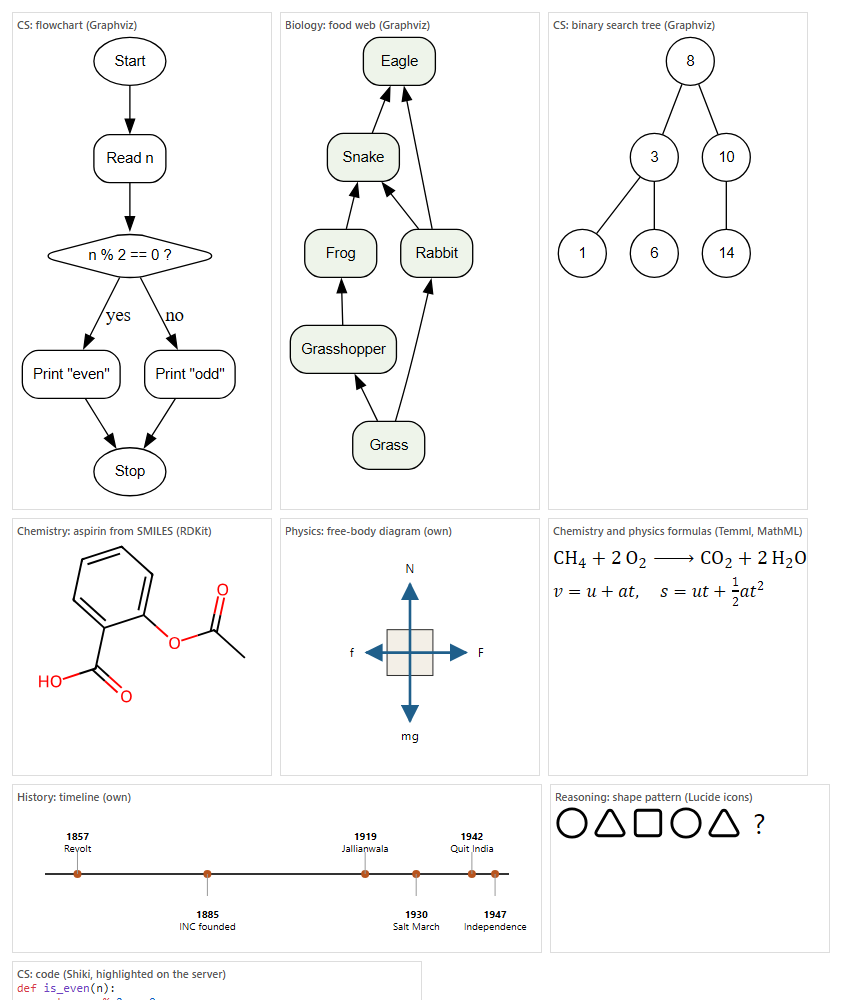 CS: flowchart (Graphviz)
Start
Read n
n % 2 == 0 ?
yes
no
Print "even"
Print "odd"
Stop
Biology: food web (Graphviz)
Eagle
Snake
Frog
Rabbit
Grasshopper
Grass
CS: binary search tree (Graphviz)
8
3
10
1
6
14
Chemistry: aspirin from SMILES (RDKit)
O
O
HO
O
Physics: free-body diagram (own)
N
f
F
mg
Chemistry and physics formulas (Temml, MathML)
CH₄ + 2 O₂ ⟶ CO₂ + 2 H₂O
v = u + at, s = ut + ½at²
History: timeline (own)
1857
Revolt
1919
Jallianwala
1942
Quit India
1885
INC founded
1930
Salt March
1947
Independence
Reasoning: shape pattern (Lucide icons)
?
CS: code (Shiki, highlighted on the server)
def is_even(n):